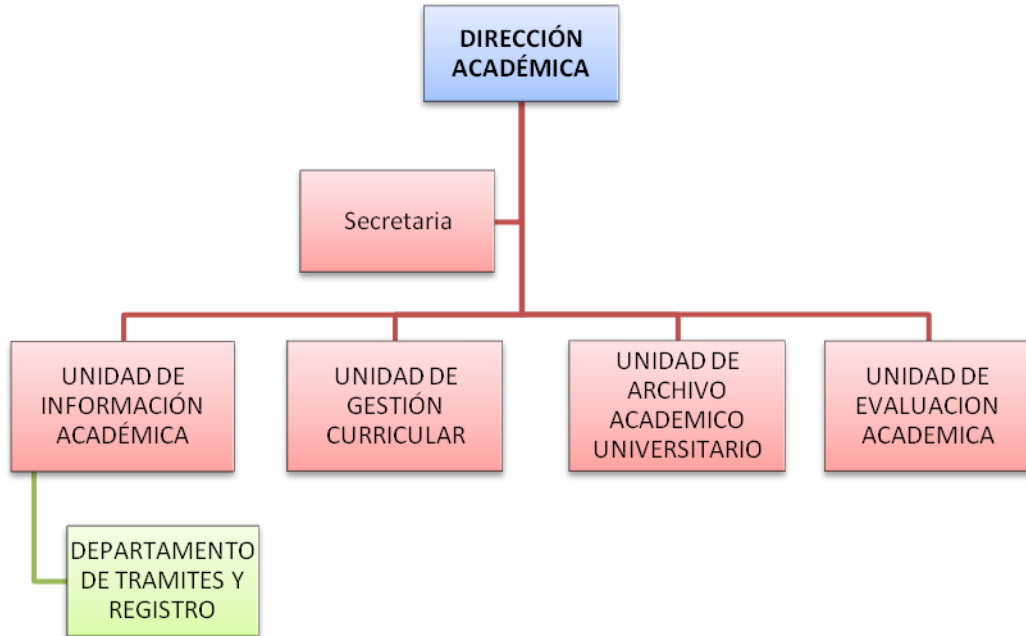 DIRECCIÓN
ACADÉMICA
Secretaria
UNIDAD DE
INFORMACIÓN
ACADÉMICA
UNIDAD DE
GESTIÓN
CURRICULAR
UNIDAD DE
ARCHIVO
ACADEMICO
UNIVERSITARIO
UNIDAD DE
EVALUACION
ACADEMICA
DEPARTAMENTO
DE TRAMITES Y
REGISTRO